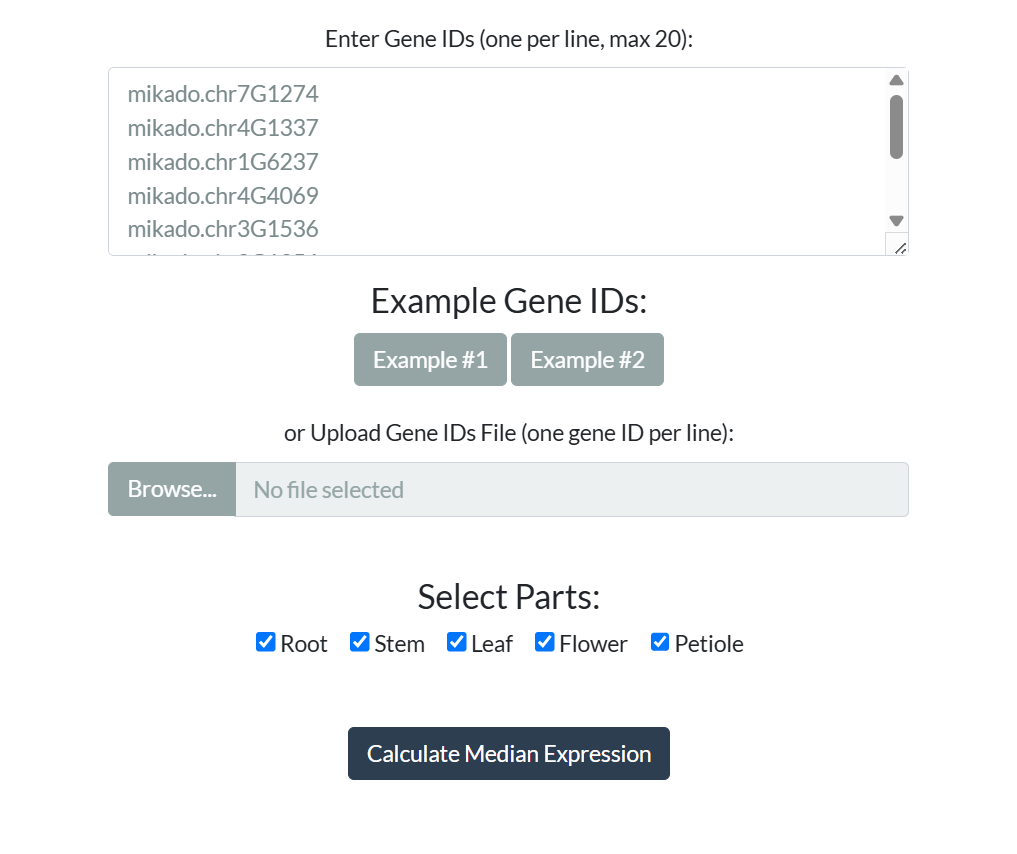 Enter Gene IDs (one per line, max 20):
mikado.chr7G1274
mikado.chr4G1337
mikado.chr1G6237
mikado.chr4G4069
mikado.chr3G1536
Example Gene IDs:
Example #1 Example #2
or Upload Gene IDs File (one gene ID per line):
Browse... No file selected
Select Parts:
Root Stem Leaf Flower Petiole
Calculate Median Expression